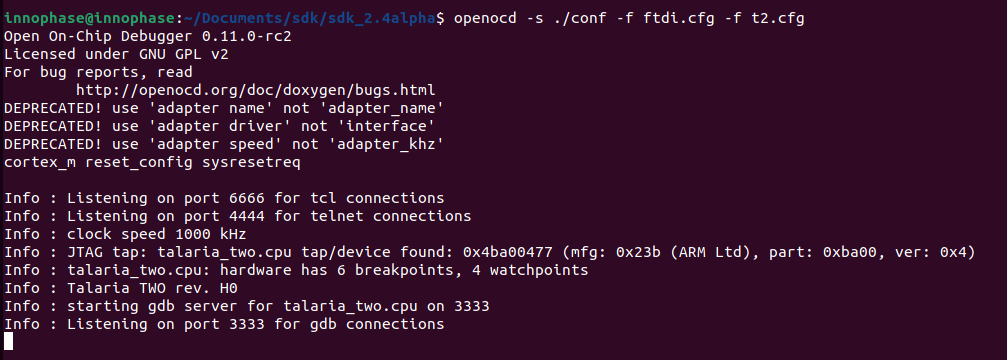 innophase@innophase:~/Documents/sdk/sdk_2.4alpha$ openocd -s ./conf -f ftdi.cfg -f t2.cfg
Open On-Chip Debugger 0.11.0-rc2
Licensed under GNU GPL v2
For bug reports, read
        http://openocd.org/doc/doxygen/bugs.html
DEPRECATED! use 'adapter name' not 'adapter_name'
DEPRECATED! use 'adapter driver' not 'interface'
DEPRECATED! use 'adapter speed' not 'adapter_khz'
cortex_m reset_config sysresetreq

Info : Listening on port 6666 for tcl connections
Info : Listening on port 4444 for telnet connections
Info : clock speed 1000 kHz
Info : JTAG tap: talaria_two.cpu tap/device found: 0x4ba00477 (mfg: 0x23b (ARM Ltd), part: 0xba00, ver: 0x4)
Info : talaria_two.cpu: hardware has 6 breakpoints, 4 watchpoints
Info : Talaria TWO rev. H0
Info : starting gdb server for talaria_two.cpu on 3333
Info : Listening on port 3333 for gdb connections